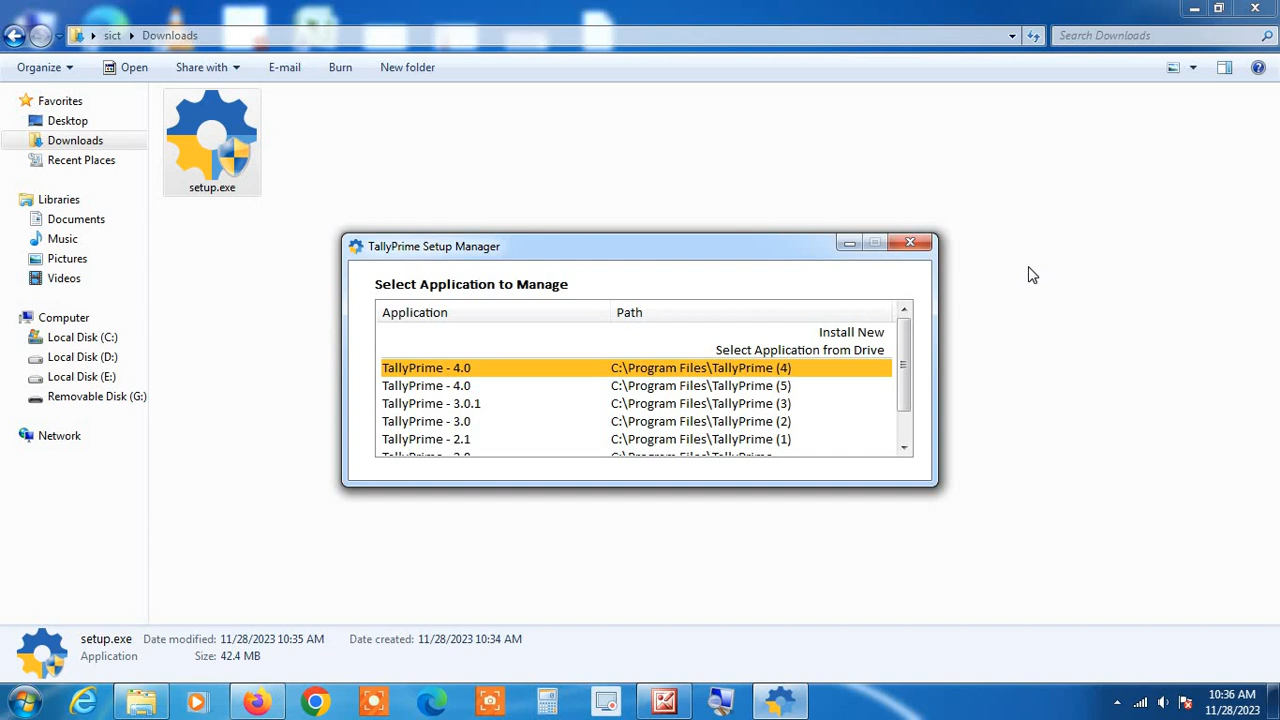 sict
Downloads
Search Downloads
Organize
Open
Share with
E-mail
Burn
New folder
Favorites
Desktop
Downloads
Recent Places
Libraries
Documents
Music
Pictures
Videos
Computer
Local Disk (C:)
Local Disk (D:)
Local Disk (E:)
Removable Disk (G:)
Network
setup.exe
TallyPrime Setup Manager
Select Application to Manage
Application Path
Install New
Select Application from Drive
TallyPrime - 4.0 C:\Program Files\TallyPrime (4)
TallyPrime - 4.0 C:\Program Files\TallyPrime (5)
TallyPrime - 3.0.1 C:\Program Files\TallyPrime (3)
TallyPrime - 3.0 C:\Program Files\TallyPrime (2)
TallyPrime - 2.1 C:\Program Files\TallyPrime (1)
setup.exe Date modified: 11/28/2023 10:35 AM Date created: 11/28/2023 10:34 AM
Application Size: 42.4 MB
10:36 AM
11/28/2023